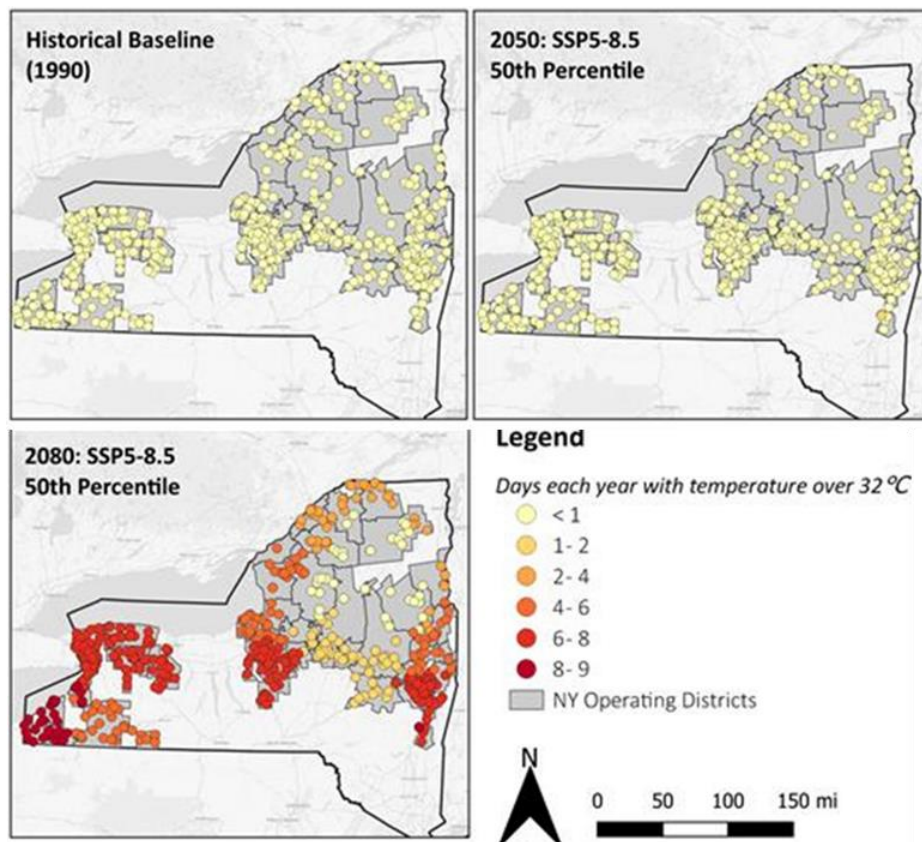 Historical Baseline
(1990)
2050: SSP5-8.5
50th Percentile
2080: SSP5-8.5
50th Percentile
Legend
Days each year with temperature over 32°C
< 1
1- 2
2- 4
4- 6
6- 8
8- 9
NY Operating Districts
N
0 50 100 150 mi